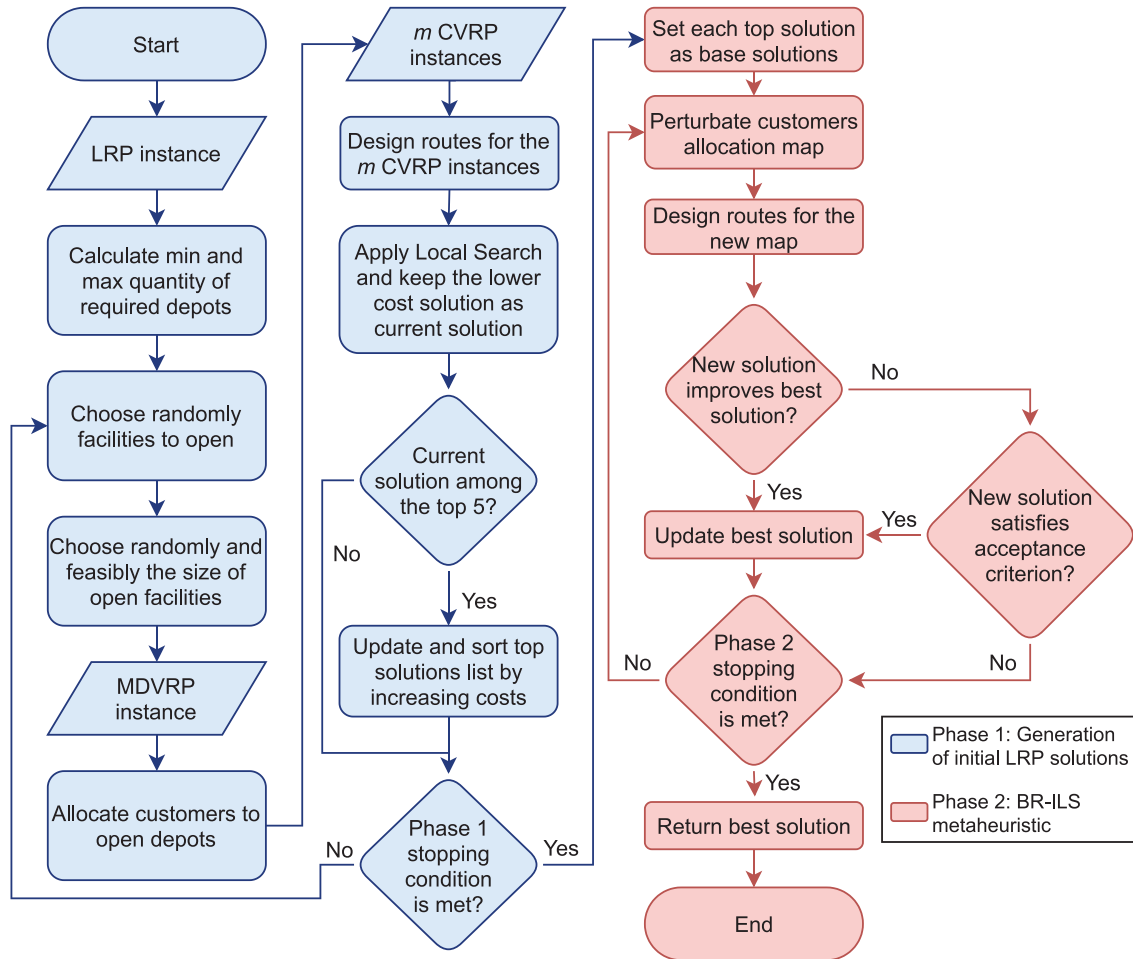 Start
LRP instance
Calculate min and
max quantity of
required depots
Choose randomly
facilities to open
Choose randomly and
feasibly the size of
open facilities
MDVRP
instance
Allocate customers to
open depots
m CVRP
instances
Design routes for the
m CVRP instances
Apply Local Search
and keep the lower
cost solution as
current solution
Current
solution among
the top 5?
No
Yes
Update and sort top
solutions list by
increasing costs
Phase 1
stopping
condition
is met?
No
Yes
Set each top solution
as base solutions
Perturbate customers
allocation map
Design routes for the
new map
New solution
improves best
solution?
No
Yes
New solution
satisfies
acceptance
criterion?
Yes
No
Update best solution
Phase 2
stopping
condition
is met?
No
Yes
Return best solution
End
Phase 1: Generation
of initial LRP solutions
Phase 2: BR-ILS
metaheuristic